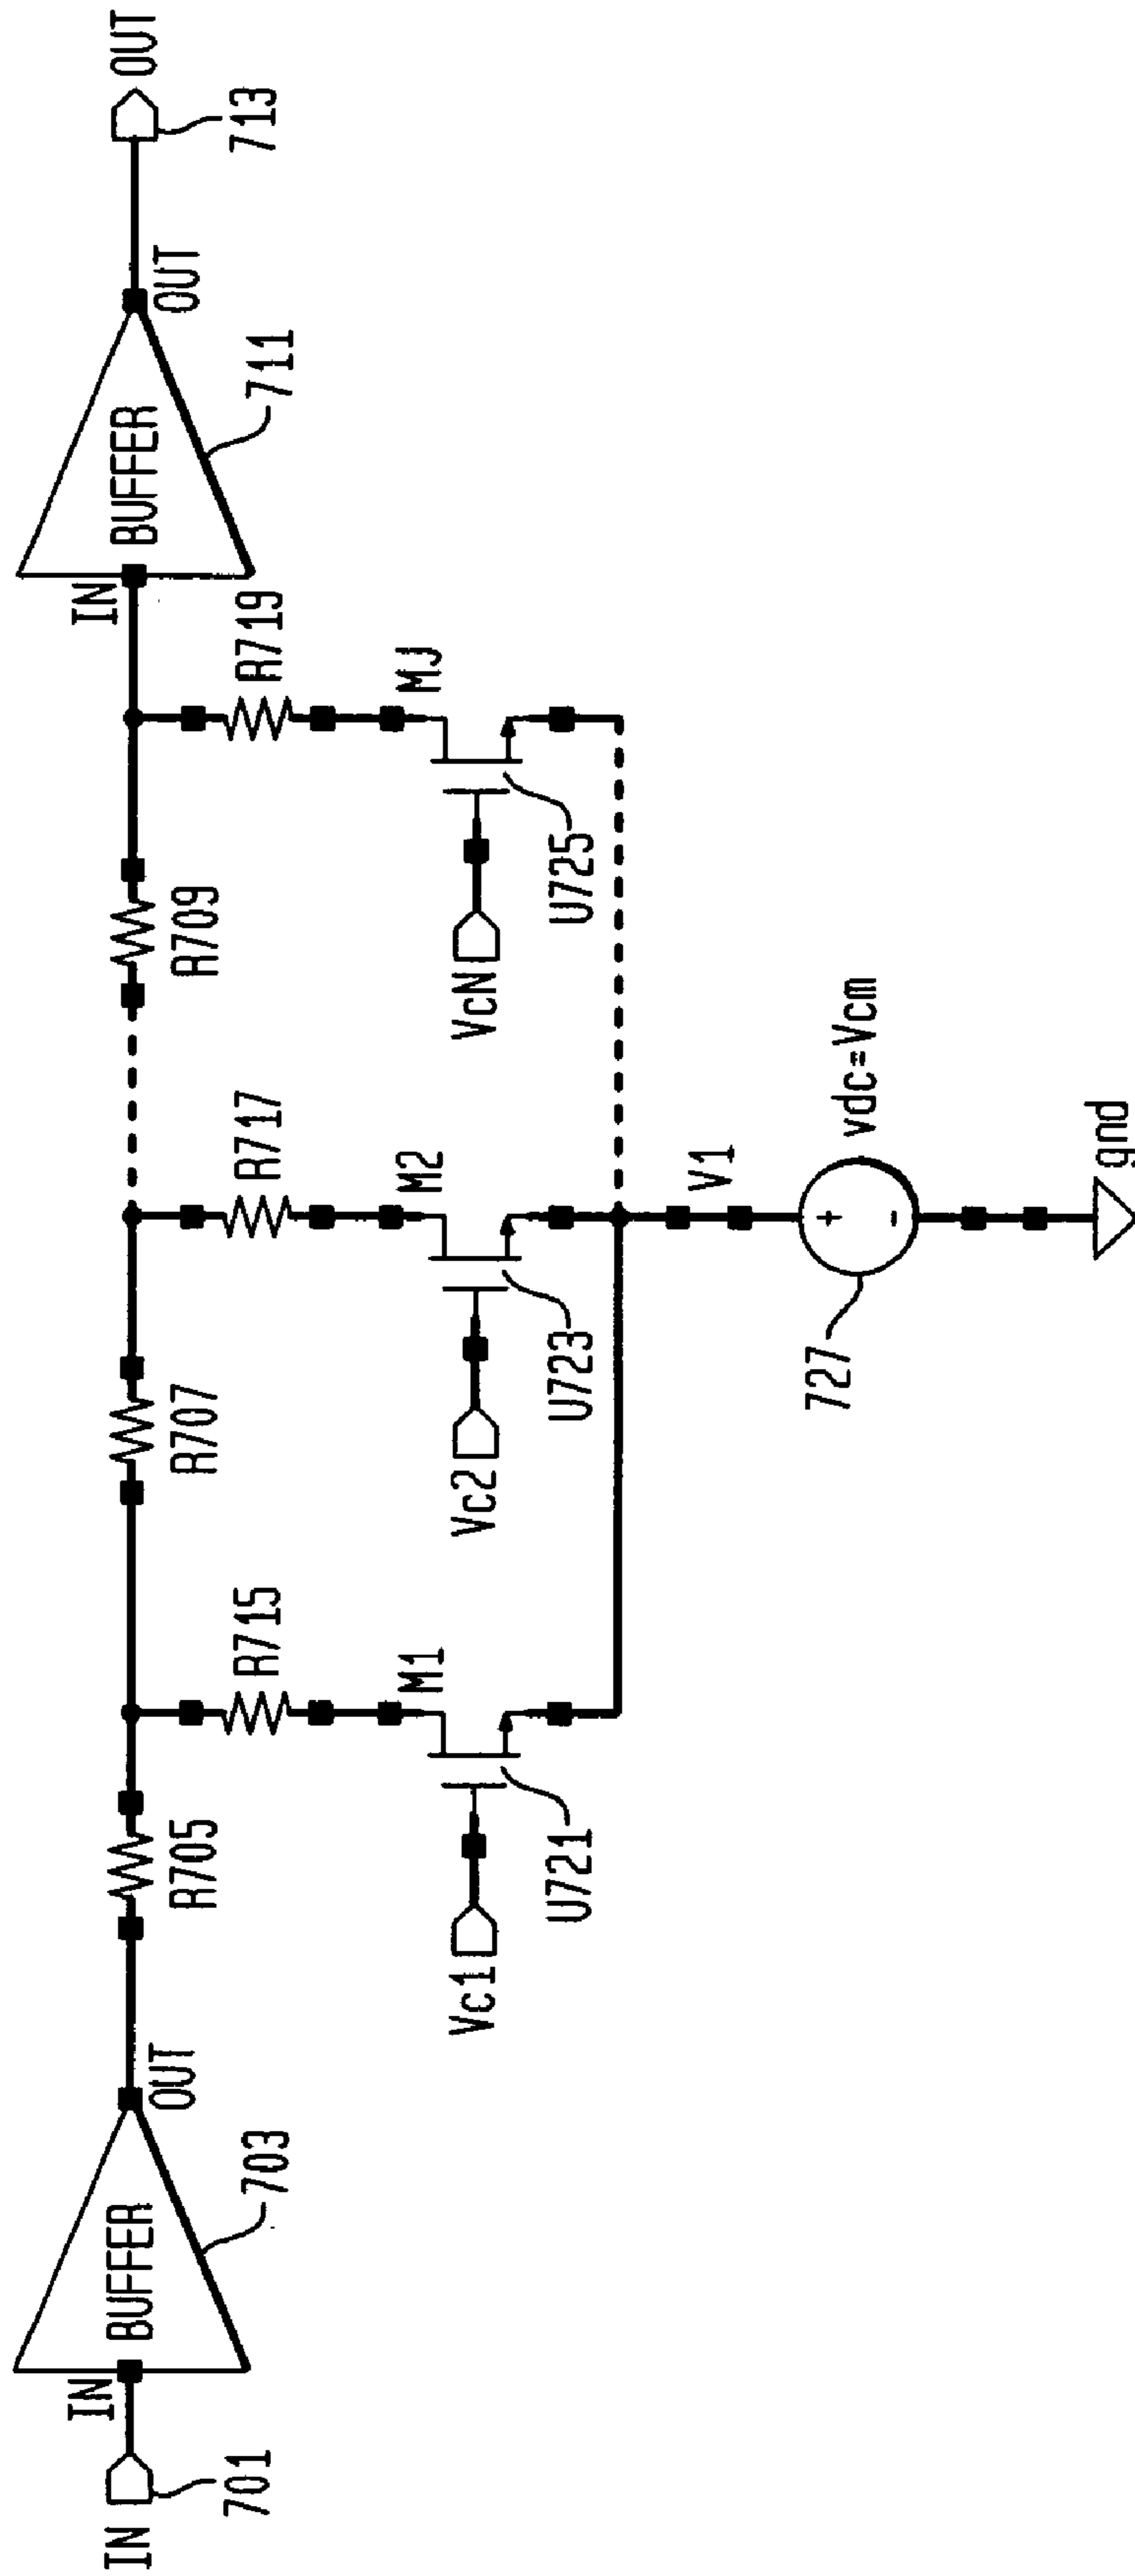 IN
701
IN
BUFFER
703
OUT
R705
R715
R707
R717
R709
R719
IN
BUFFER
711
OUT
OUT
713
Vc1
M1
U721
Vc2
M2
U723
VcN
MJ
U725
V1
727
+
-
vdc=Vcm
gnd